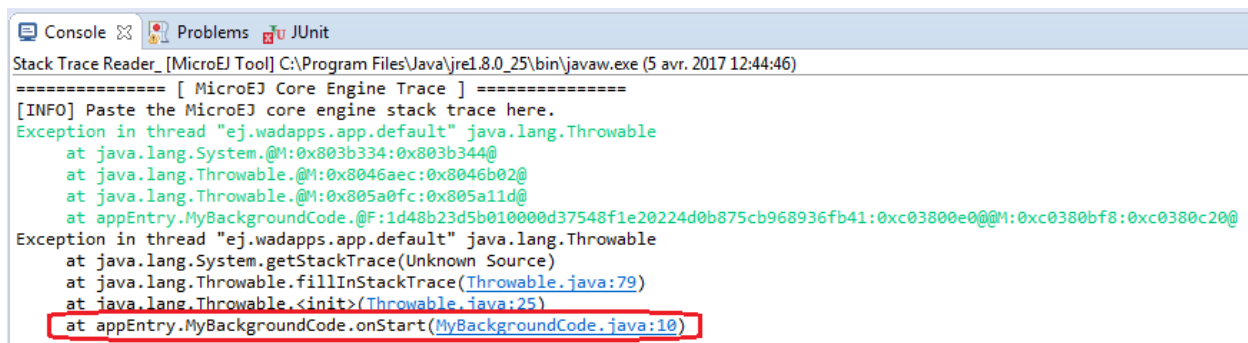 Console Problems JUnit
Stack Trace Reader_ [MicroEJ Tool] C:\Program Files\Java\jre1.8.0_25\bin\javaw.exe (5 avr. 2017 12:44:46)
=============== [ MicroEJ Core Engine Trace ] ===============
[INFO] Paste the MicroEJ core engine stack trace here.
Exception in thread "ej.wadapps.app.default" java.lang.Throwable
at java.lang.System.@M:0x803b334:0x803b344@
at java.lang.Throwable.@M:0x8046aec:0x8046b02@
at java.lang.Throwable.@M:0x805a0fc:0x805a11d@
at appEntry.MyBackgroundCode.@F:1d48b23d5b010000d37548f1e20224d0b875cb968936fb41:0xc03800e0@@M:0xc0380bf8:0xc0380c20@
Exception in thread "ej.wadapps.app.default" java.lang.Throwable
at java.lang.System.getStackTrace(Unknown Source)
at java.lang.Throwable.fillInStackTrace(Throwable.java:79)
at java.lang.Throwable.<init>(Throwable.java:25)
at appEntry.MyBackgroundCode.onStart(MyBackgroundCode.java:10)